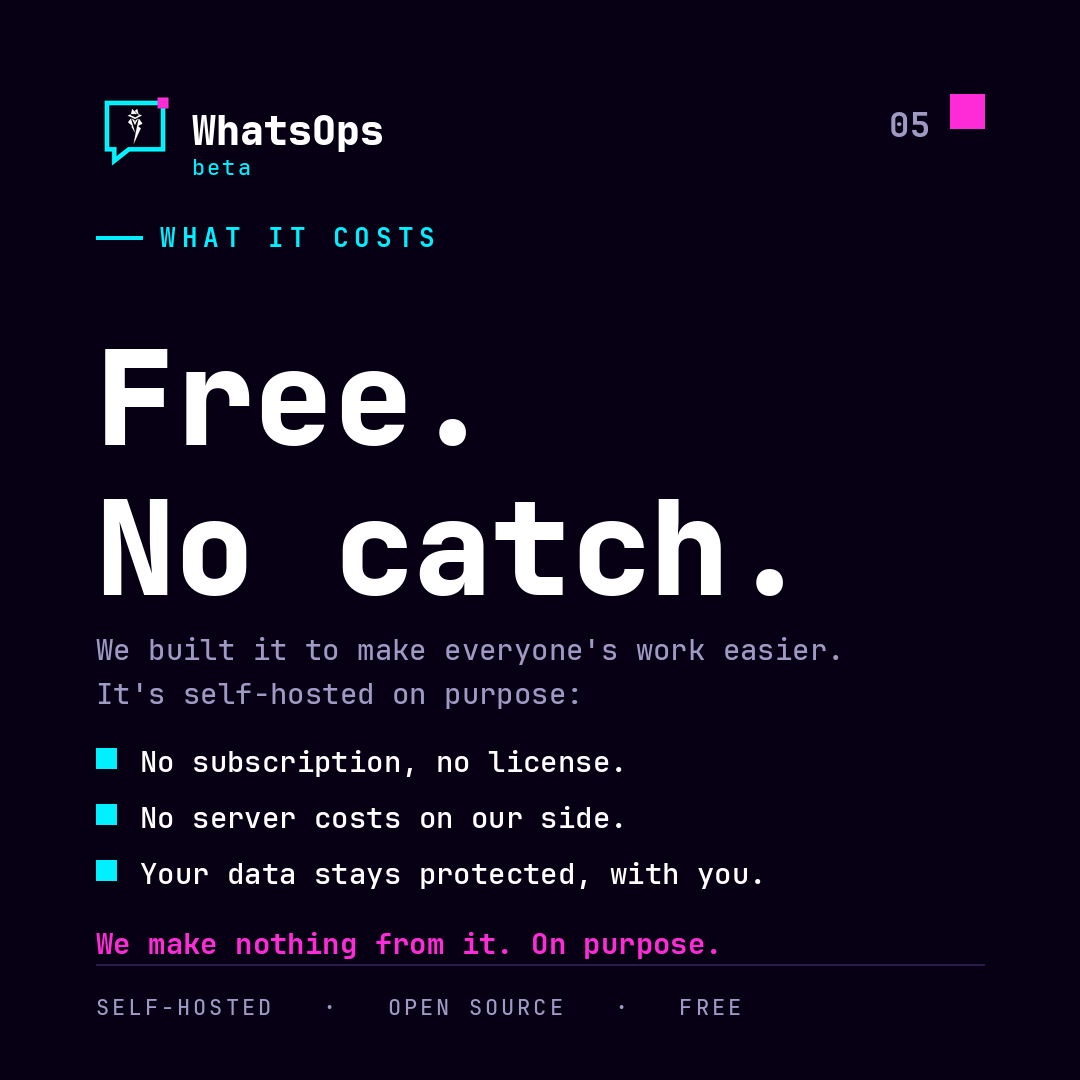 WhatsOps
beta
05
WHAT IT COSTS
Free.
No catch.
We built it to make everyone's work easier.
It's self-hosted on purpose:
No subscription, no license.
No server costs on our side.
Your data stays protected, with you.
We make nothing from it. On purpose.
SELF-HOSTED · OPEN SOURCE · FREE